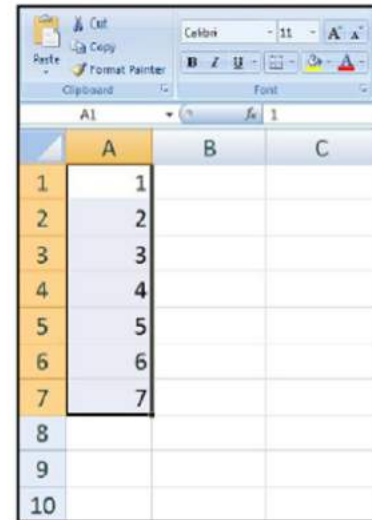 Cut
Copy
Paste
Format Painter
Clipboard
Calibri 11 A A
B I U A
Font
A1 fx 1
A B C
1 1
2 2
3 3
4 4
5 5
6 6
7 7
8
9
10